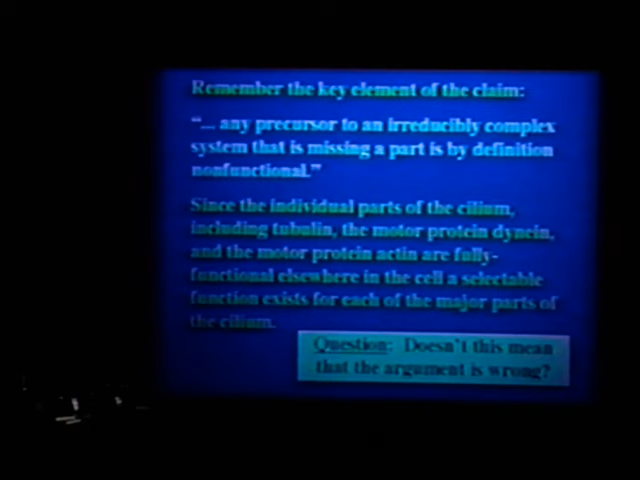 Remember the key element of the claim:
“... any precursor to an irreducibly complex
system that is missing a part is by definition
nonfunctional.”
Since the individual parts of the cilium,
including tubulin, the motor protein dynein,
and the motor protein actin are fully-
functional elsewhere in the cell a selectable
function exists for each of the major parts of
the cilium.
Question: Doesn't this mean
that the argument is wrong?